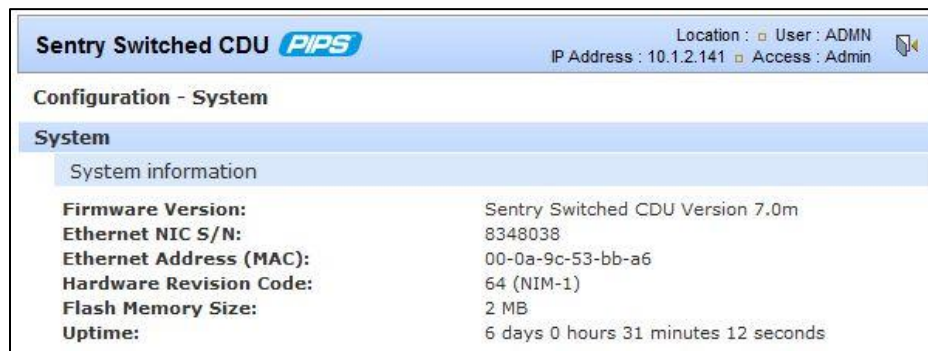 Sentry Switched CDU PIPS
Location : User : ADMN
IP Address : 10.1.2.141 Access : Admin
Configuration - System
System
System information
Firmware Version: Sentry Switched CDU Version 7.0m
Ethernet NIC S/N: 8348038
Ethernet Address (MAC): 00-0a-9c-53-bb-a6
Hardware Revision Code: 64 (NIM-1)
Flash Memory Size: 2 MB
Uptime: 6 days 0 hours 31 minutes 12 seconds